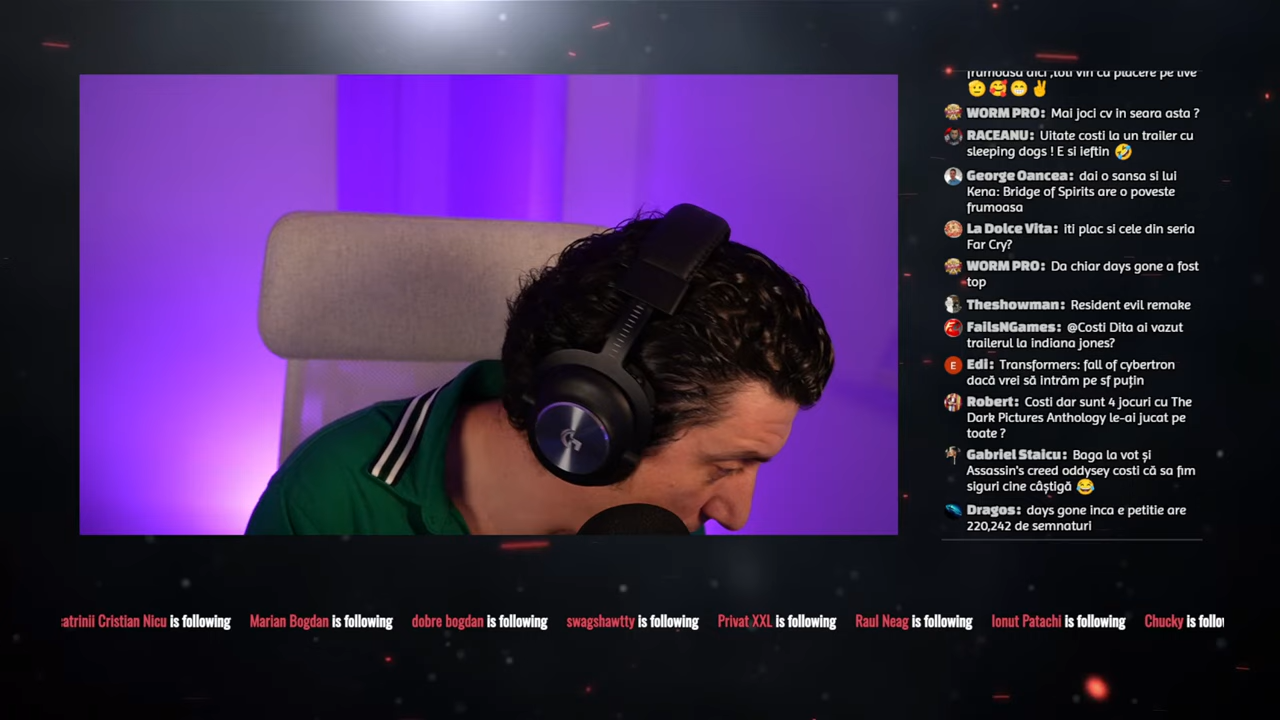 frumoasa aici ,toti vin cu placere pe live
WORM PRO: Mai joci cv in seara asta ?
RACEANU: Uitate costi la un trailer cu
sleeping dogs ! E si ieftin
George Oancea: dai o sansa si lui
Kena: Bridge of Spirits are o poveste
frumoasa
La Dolce Vita: iti plac si cele din seria
Far Cry?
WORM PRO: Da chiar days gone a fost
top
Theshowman: Resident evil remake
FailsNGames: @Costi Dita ai vazut
trailerul la indiana jones?
E Edi: Transformers: fall of cybertron
dacă vrei să intrăm pe sf puțin
Robert: Costi dar sunt 4 jocuri cu The
Dark Pictures Anthology le-ai jucat pe
toate ?
Gabriel Staicu: Baga la vot și
Assassin's creed oddysey costi că sa fim
siguri cine câștigă
Dragos: days gone inca e petitie are
220,242 de semnaturi
atrinii Cristian Nicu is following Marian Bogdan is following dobre bogdan is following swagshawtty is following Privat XXL is following Raul Neag is following Ionut Patachi is following Chucky is follow